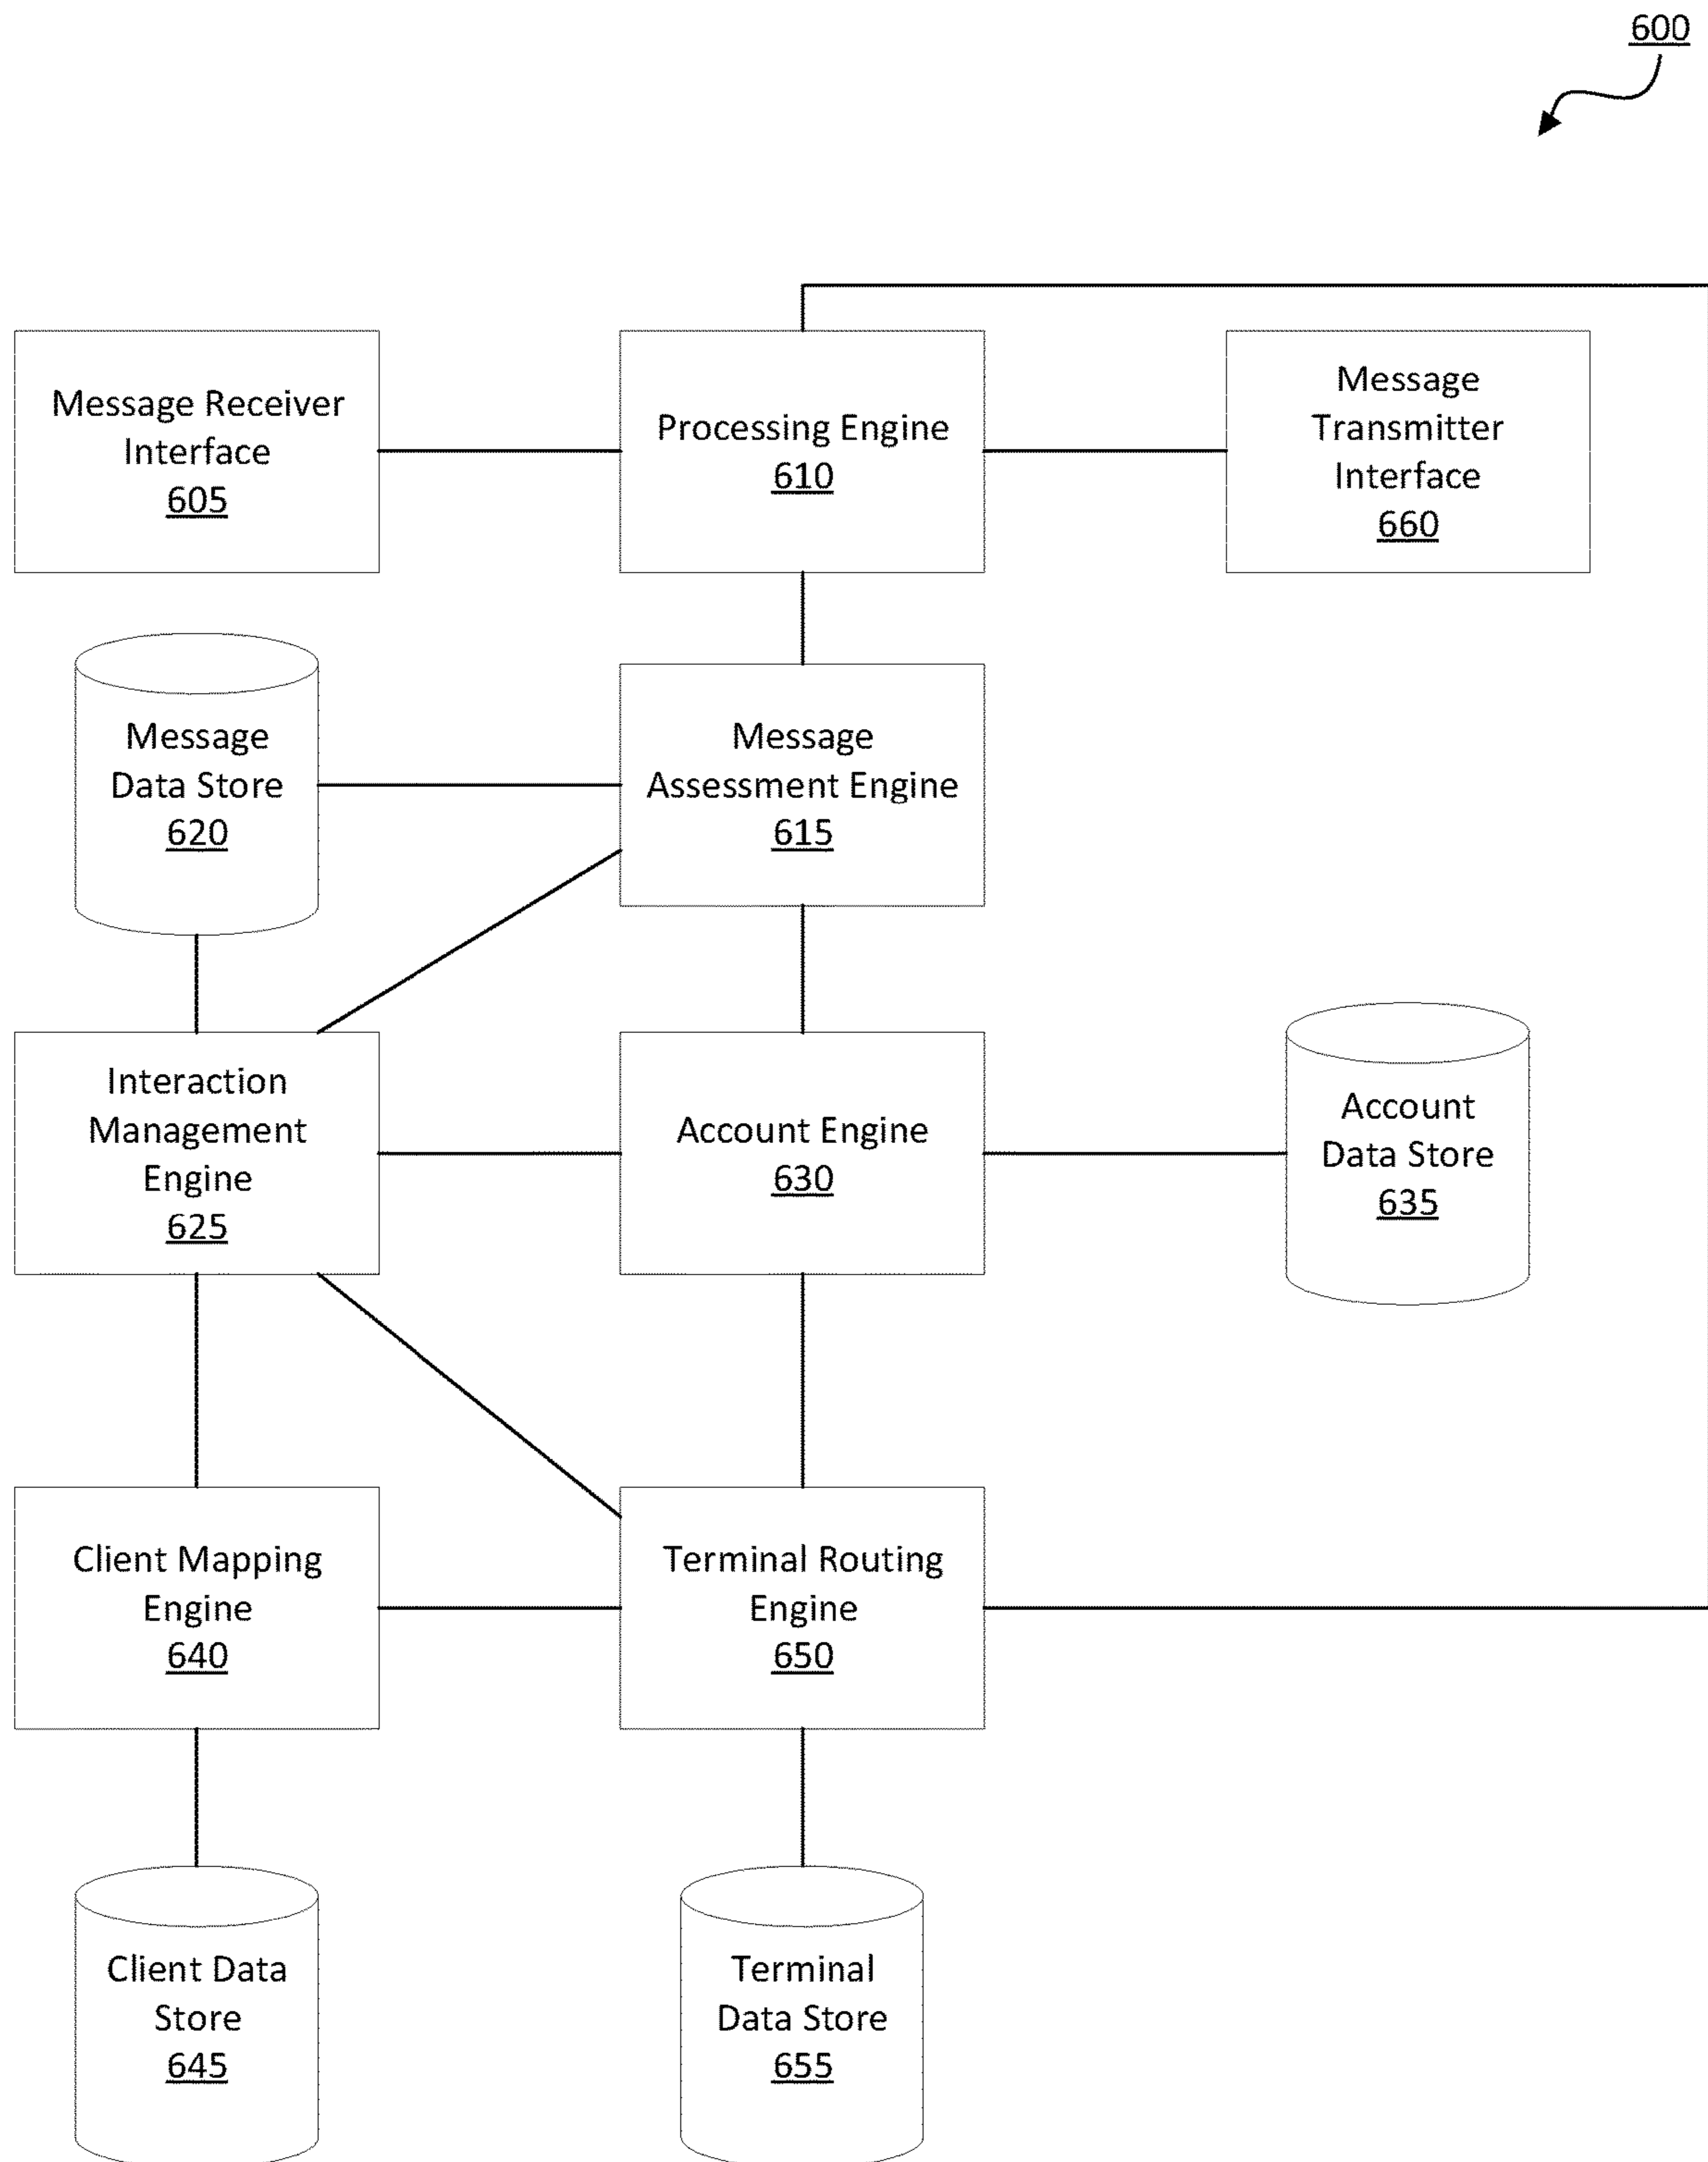 600
Message Receiver
Interface
605
Processing Engine
610
Message
Transmitter
Interface
660
Message
Data Store
620
Message
Assessment Engine
615
Interaction
Management
Engine
625
Account Engine
630
Account
Data Store
635
Client Mapping
Engine
640
Terminal Routing
Engine
650
Client Data
Store
645
Terminal
Data Store
655